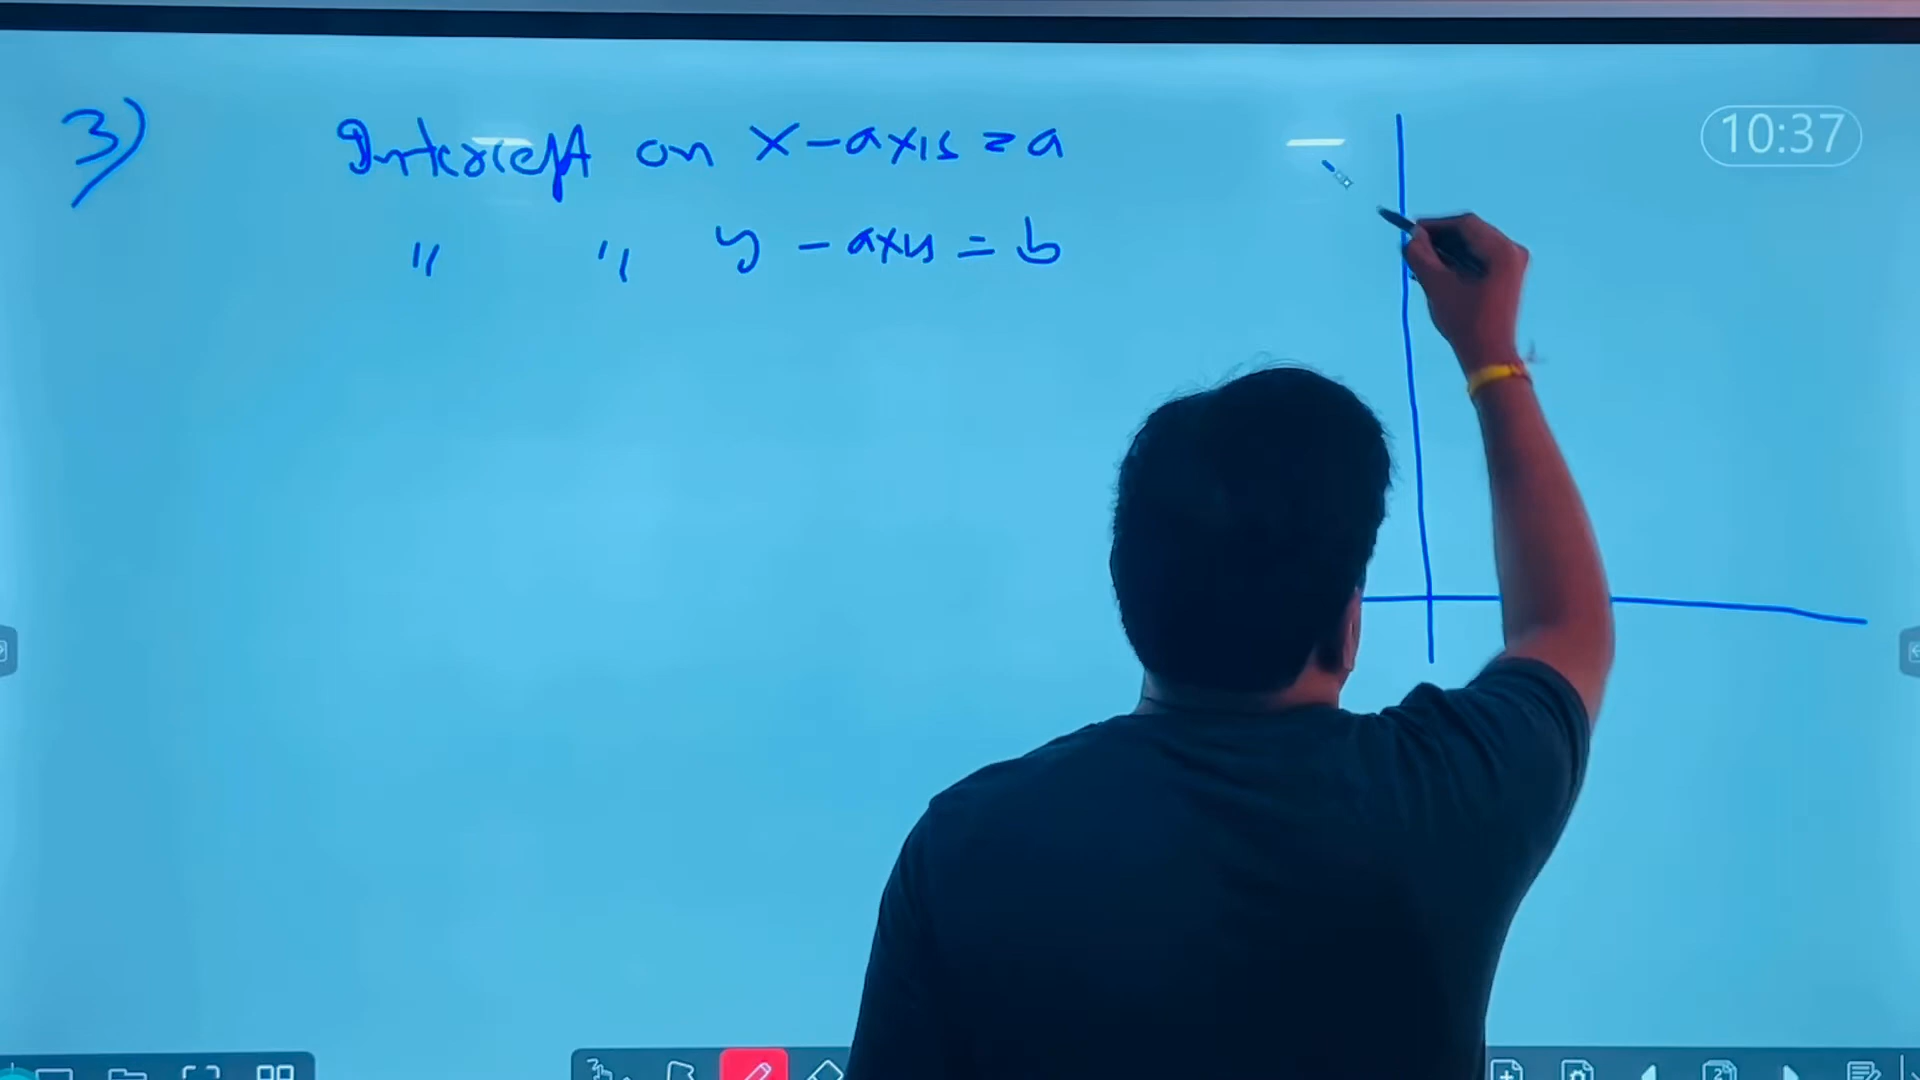 3) Intercept on x-axis = a
" " y - axis = b
10:37